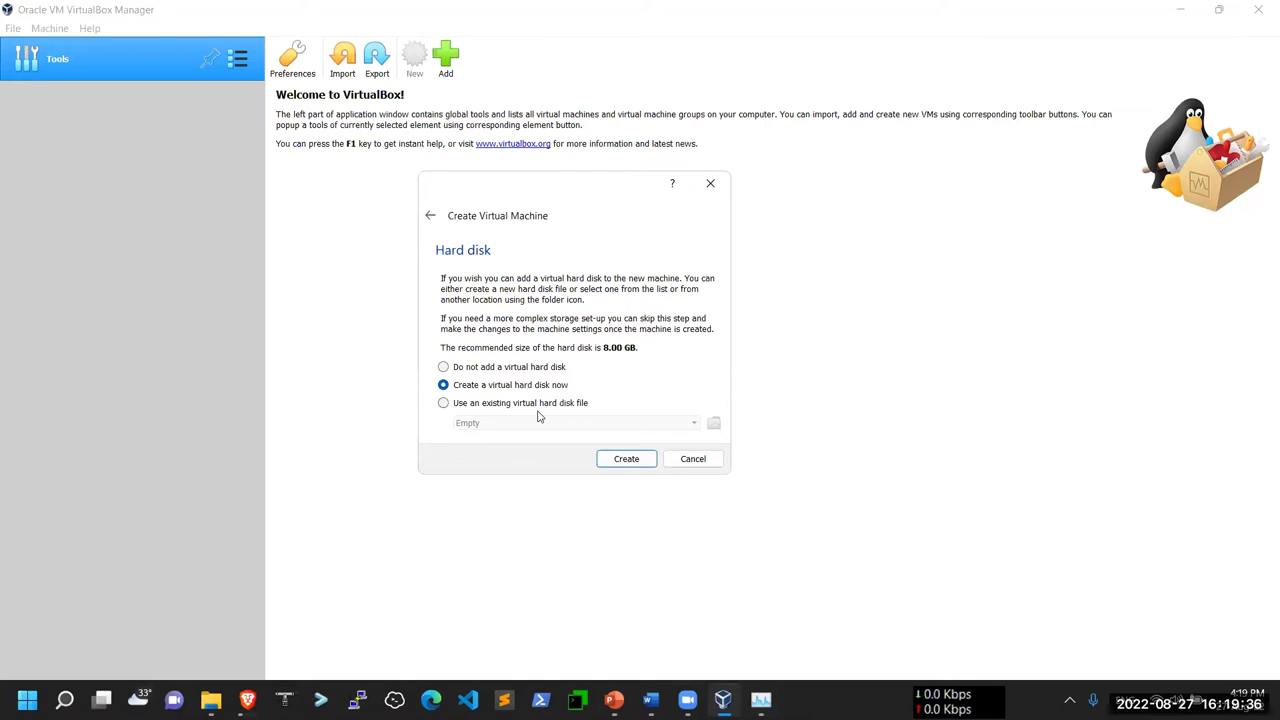 Oracle VM VirtualBox Manager
File Machine Help
Tools
Preferences Import Export New Add
Welcome to VirtualBox!
The left part of application window contains global tools and lists all virtual machines and virtual machine groups on your computer. You can import, add and create new VMs using corresponding toolbar buttons. You can
popup a tools of currently selected element using corresponding element button.
You can press the F1 key to get instant help, or visit www.virtualbox.org for more information and latest news.
?
Create Virtual Machine
Hard disk
If you wish you can add a virtual hard disk to the new machine. You can
either create a new hard disk file or select one from the list or from
another location using the folder icon.
If you need a more complex storage set-up you can skip this step and
make the changes to the machine settings once the machine is created.
The recommended size of the hard disk is 8.00 GB.
Do not add a virtual hard disk
Create a virtual hard disk now
Use an existing virtual hard disk file
Empty
Create Cancel
33°
↓ 0.0 Kbps
↑ 0.0 Kbps
4:19 PM
2022-08-27 16:19:36